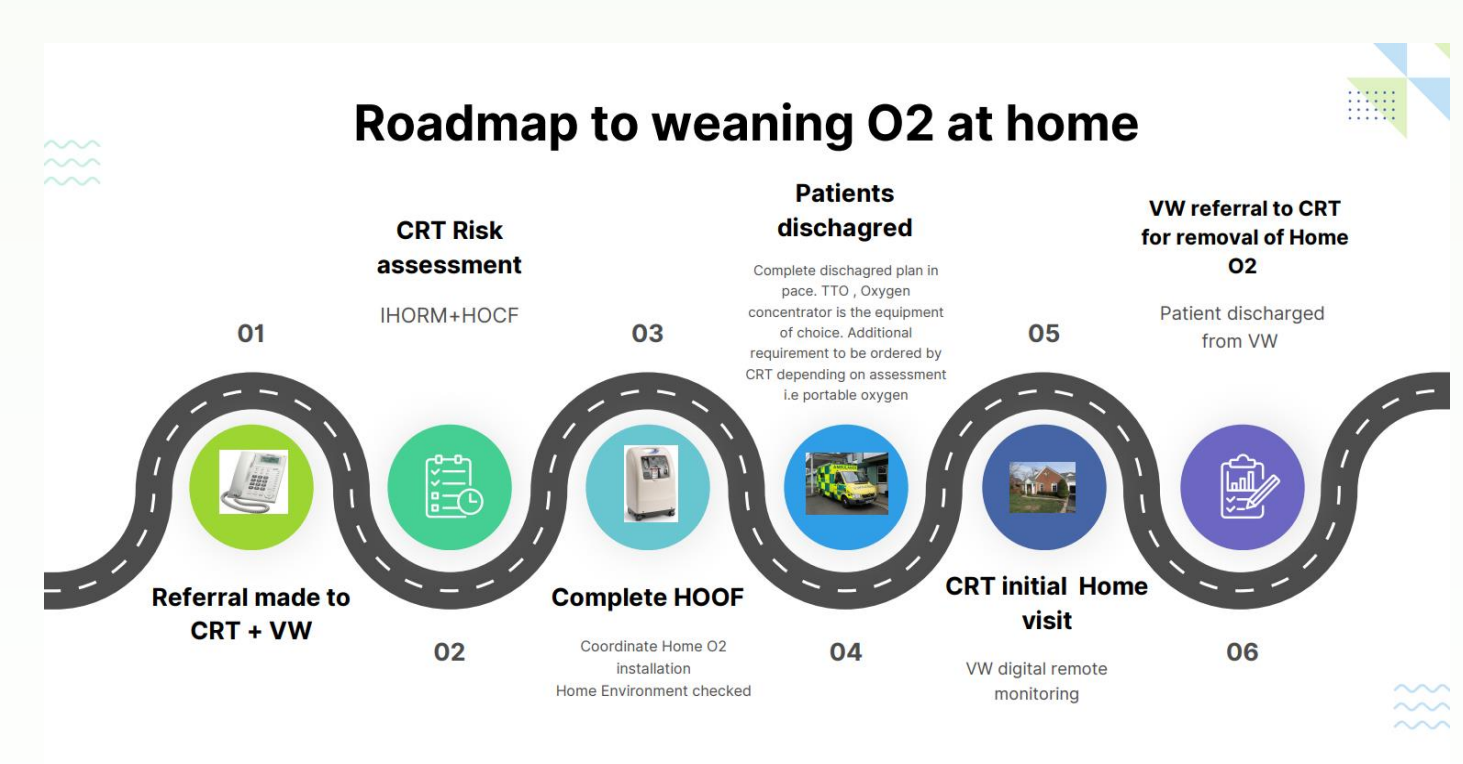 Roadmap to weaning O2 at home
01
Referral made to
CRT + VW
CRT Risk
assessment
IHORM+HOCF
02
03
Complete HOOF
Coordinate Home O2
installation
Home Environment checked
Patients
dischagred
Complete dischagred plan in
pace. TTO , Oxygen
concentrator is the equipment
of choice. Additional
requirement to be ordered by
CRT depending on assessment
i.e portable oxygen
04
05
CRT initial Home
visit
VW digital remote
monitoring
VW referral to CRT
for removal of Home
O2
Patient discharged
from VW
06